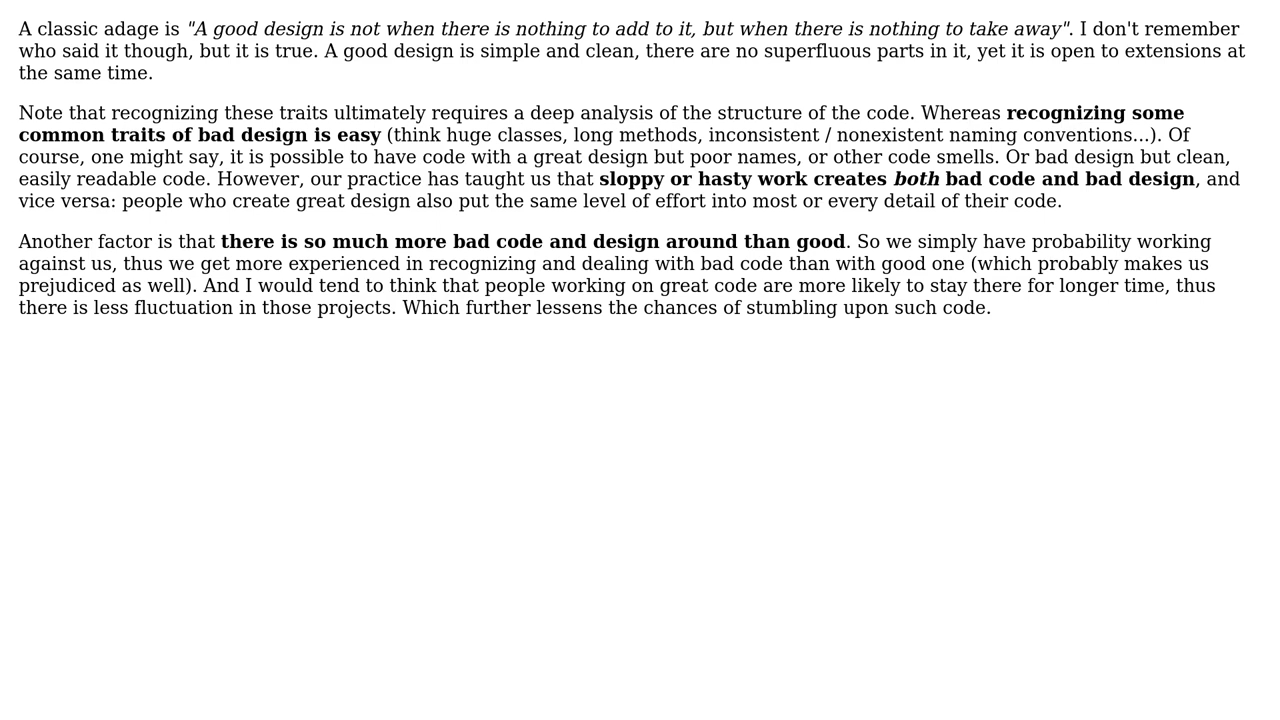 A classic adage is "A good design is not when there is nothing to add to it, but when there is nothing to take away". I don't remember
who said it though, but it is true. A good design is simple and clean, there are no superfluous parts in it, yet it is open to extensions at
the same time.
Note that recognizing these traits ultimately requires a deep analysis of the structure of the code. Whereas recognizing some
common traits of bad design is easy (think huge classes, long methods, inconsistent / nonexistent naming conventions...). Of
course, one might say, it is possible to have code with a great design but poor names, or other code smells. Or bad design but clean,
easily readable code. However, our practice has taught us that sloppy or hasty work creates both bad code and bad design, and
vice versa: people who create great design also put the same level of effort into most or every detail of their code.
Another factor is that there is so much more bad code and design around than good. So we simply have probability working
against us, thus we get more experienced in recognizing and dealing with bad code than with good one (which probably makes us
prejudiced as well). And I would tend to think that people working on great code are more likely to stay there for longer time, thus
there is less fluctuation in those projects. Which further lessens the chances of stumbling upon such code.